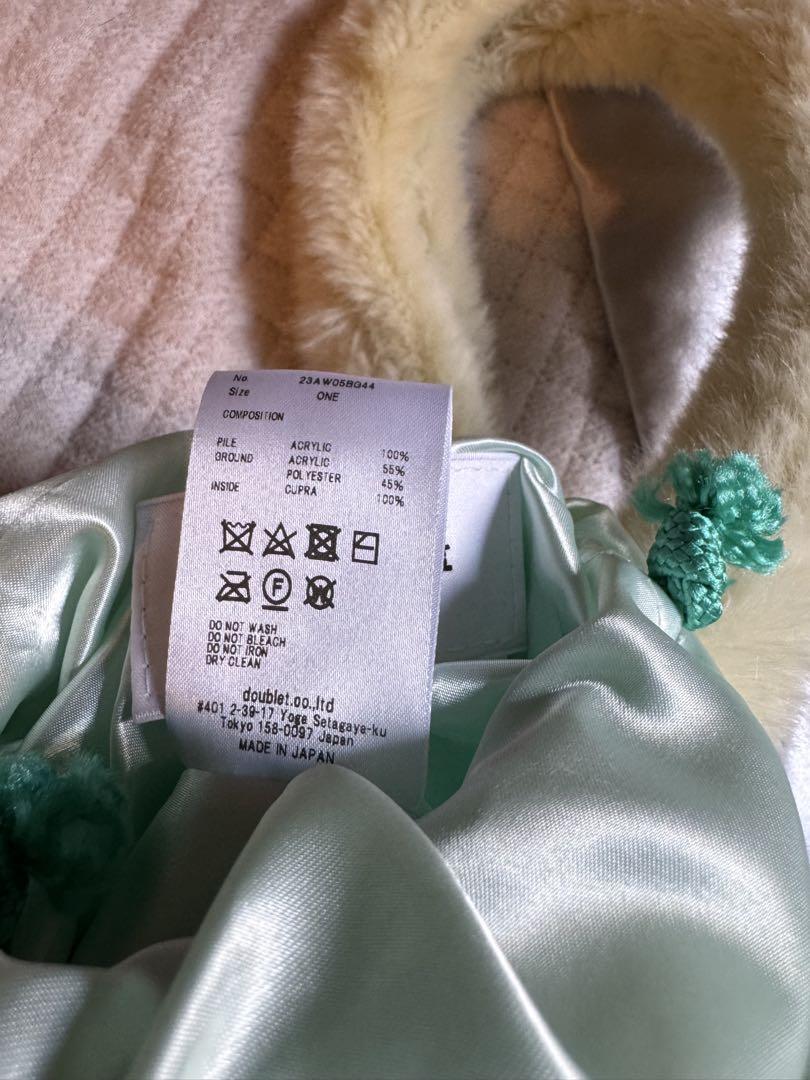 No. 23AW05BG44
Size ONE
COMPOSITION
PILE ACRYLIC 100%
GROUND ACRYLIC 55%
POLYESTER 45%
INSIDE CUPRA 100%
F W
DO NOT WASH
DO NOT BLEACH
DO NOT IRON
DRY CLEAN
doublet.co.,ltd
#401 2-39-17 Yoga Setagaya-ku
Tokyo 158-0097 Japan
MADE IN JAPAN